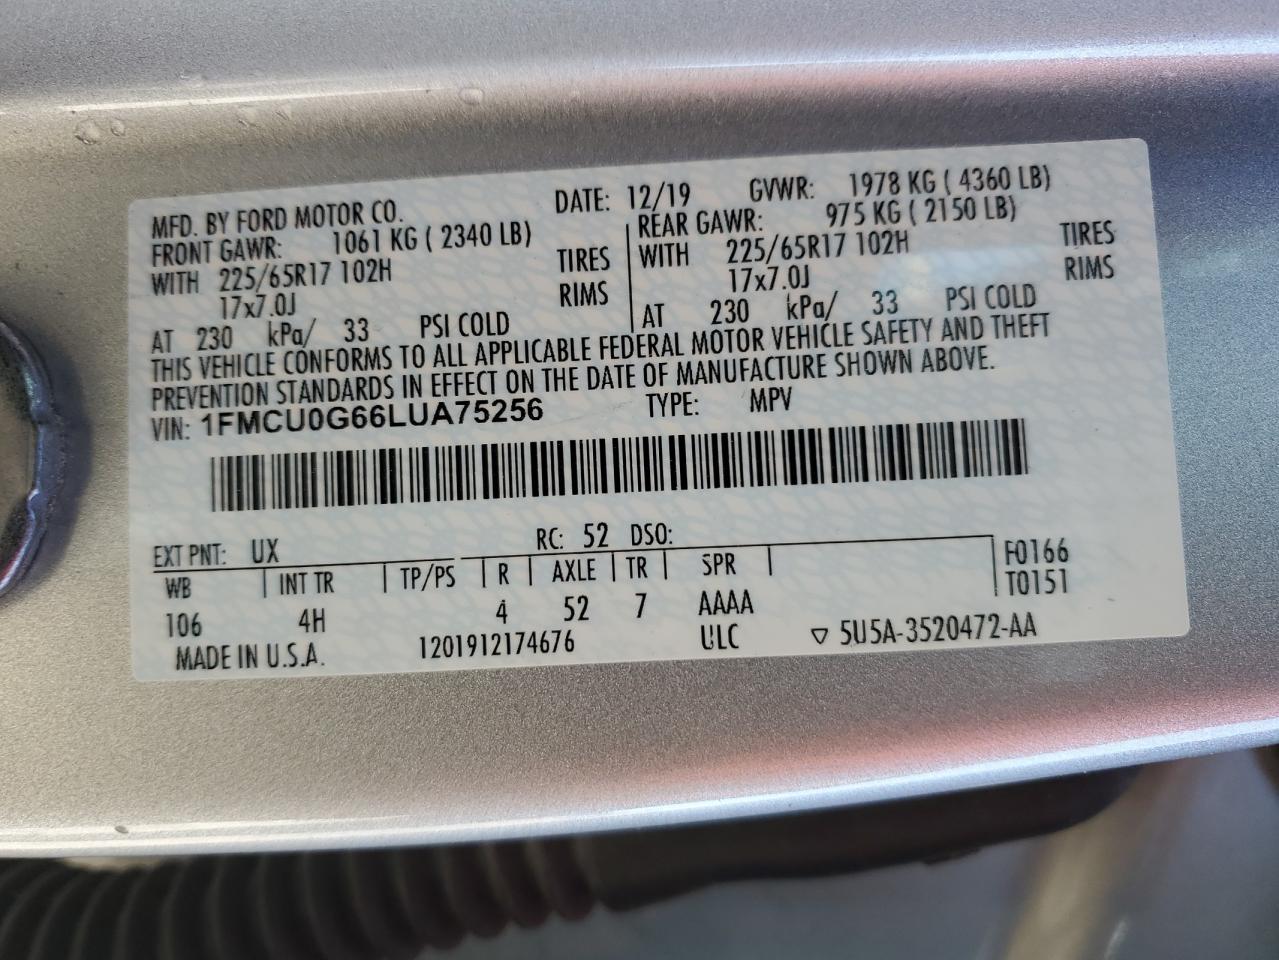 MFD. BY FORD MOTOR CO. DATE: 12/19 GVWR: 1978 KG ( 4360 LB)
FRONT GAWR: 1061 KG ( 2340 LB) REAR GAWR: 975 KG ( 2150 LB)
WITH 225/65R17 102H TIRES WITH 225/65R17 102H TIRES
17x7.0J RIMS 17x7.0J RIMS
AT 230 kPa/ 33 PSI COLD AT 230 kPa/ 33 PSI COLD
THIS VEHICLE CONFORMS TO ALL APPLICABLE FEDERAL MOTOR VEHICLE SAFETY AND THEFT
PREVENTION STANDARDS IN EFFECT ON THE DATE OF MANUFACTURE SHOWN ABOVE.
VIN: 1FMCU0G66LUA75256 TYPE: MPV
EXT PNT: UX RC: 52 DSO:
WB INT TR TP/PS R AXLE TR SPR F0166
T0151
106 4H 4 52 7 AAAA
MADE IN U.S.A. 1201912174676 ULC ▽ 5U5A-3520472-AA